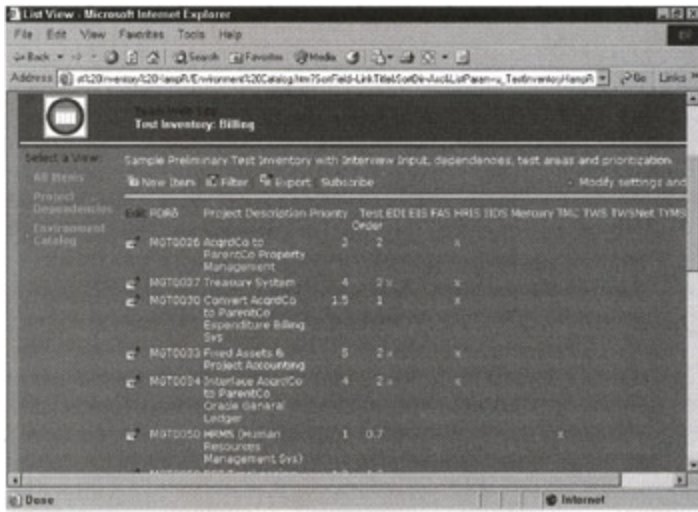 List View - Microsoft Internet Explorer
File Edit View Favorites Tools Help
Back Search Favorites Media
Address Go Links
Test Inventory: Billing
Select a View:
All Items
Project Dependencies
Environment Catalog
Sample Preliminary Test Inventory with Interview Input, dependencies, test areas and prioritization.
New Item Filter Export Subscribe Modify settings and
Edit Project Description Priority Test Order EDI EIS FAS HRIS IIDS Mercury TMC TWS TWSNet TYMS
MGT0026 AcqrdCo to ParentCo Property Management 2 2 x
MGT0027 Treasury System 4 2 x x
MGT0030 Convert AcqrdCo to ParentCo Expenditure Billing Sys 1.5 1 x
MGT0033 Fixed Assets & Project Accounting 5 2 x x
MGT0034 Interface AcqrdCo to ParentCo Oracle General Ledger 4 2 x x
MGT0050 HRMS (Human Resources Management Sys) 1 0.7 x
Done Internet